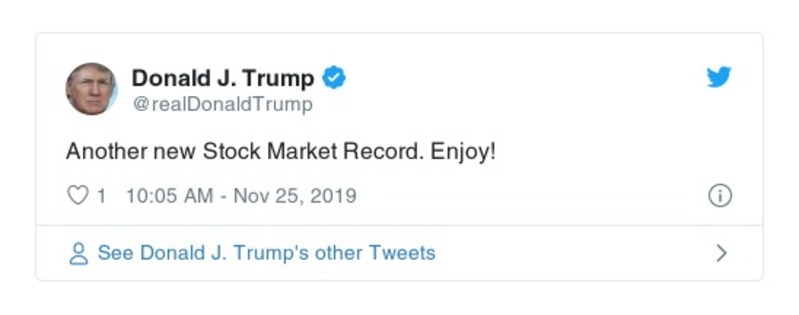 Donald J. Trump
@realDonaldTrump
Another new Stock Market Record. Enjoy!
1 10:05 AM - Nov 25, 2019
See Donald J. Trump's other Tweets